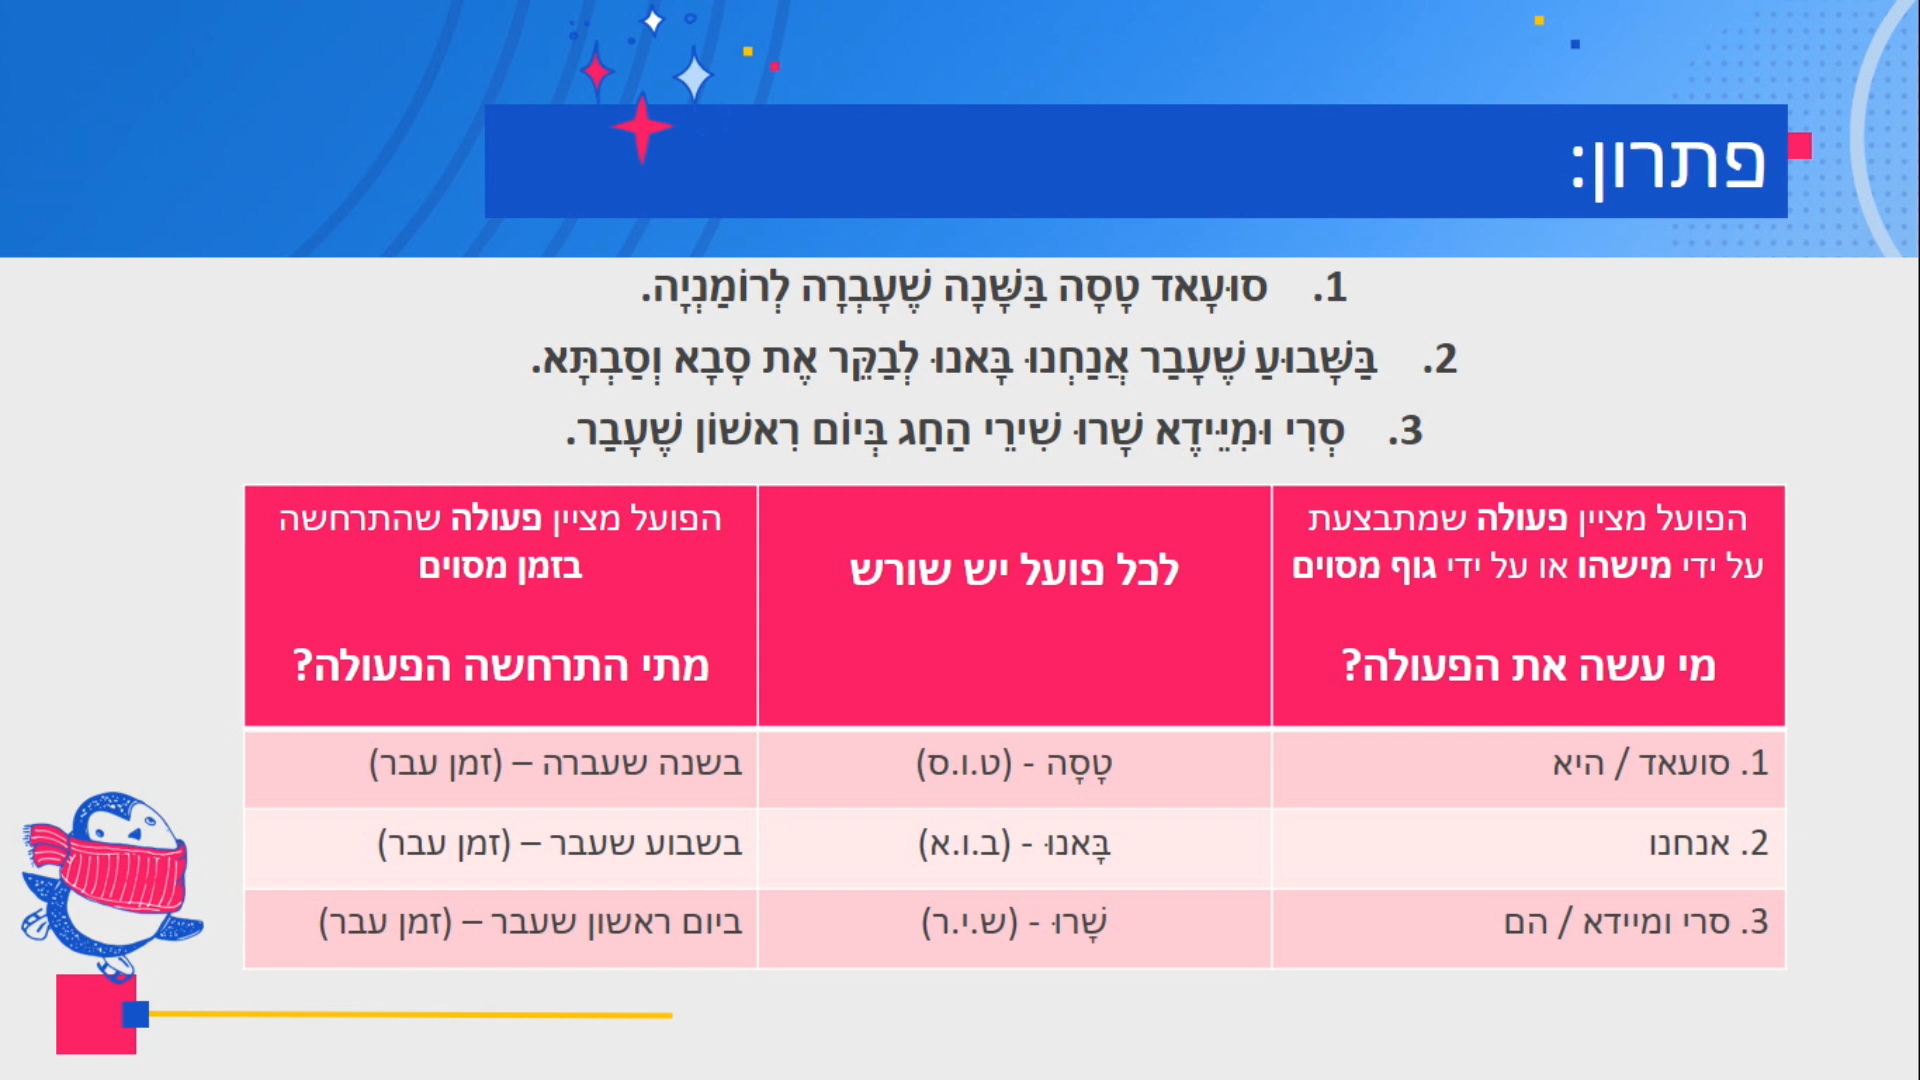 פתרון:
1. סוּעָאד טָסָה בַּשָּׁנָה שֶׁעָבְרָה לְרוֹמַנְיָה.
2. בַּשָּׁבוּעַ שֶׁעָבַר אֲנַחְנוּ בָּאנוּ לְבַקֵּר אֶת סָבָא וְסַבְתָּא.
3. סְרִי וּמִיֵּידֶא שָׁרוּ שִׁירֵי הַחַג בְּיוֹם רִאשׁוֹן שֶׁעָבַר.
הפועל מציין פעולה שמתבצעת
על ידי מישהו או על ידי גוף מסוים
מי עשה את הפעולה?
לכל פועל יש שורש
הפועל מציין פעולה שהתרחשה
בזמן מסוים
מתי התרחשה הפעולה?
1. סועאד / היא
טָסָה - (ט.ו.ס)
בשנה שעברה – (זמן עבר)
2. אנחנו
בָּאנוּ - (ב.ו.א)
בשבוע שעבר – (זמן עבר)
3. סרי ומיידא / הם
שָׁרוּ - (ש.י.ר)
ביום ראשון שעבר – (זמן עבר)